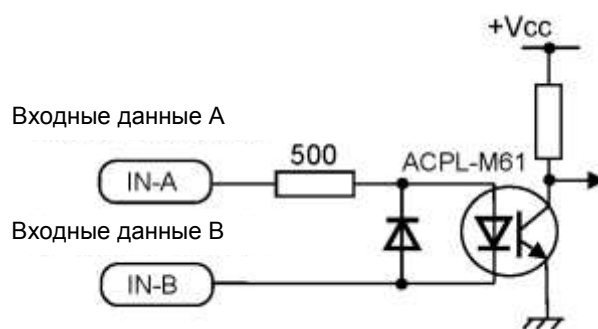 +Vcc
Входные данные A
500
ACPL-M61
IN-A
Входные данные B
IN-B